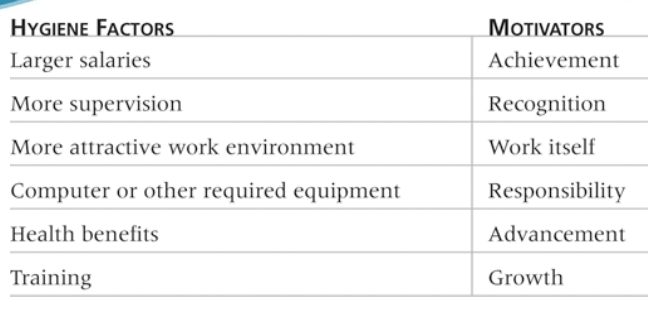 HYGIENE FACTORS MOTIVATORS
Larger salaries Achievement
More supervision Recognition
More attractive work environment Work itself
Computer or other required equipment Responsibility
Health benefits Advancement
Training Growth